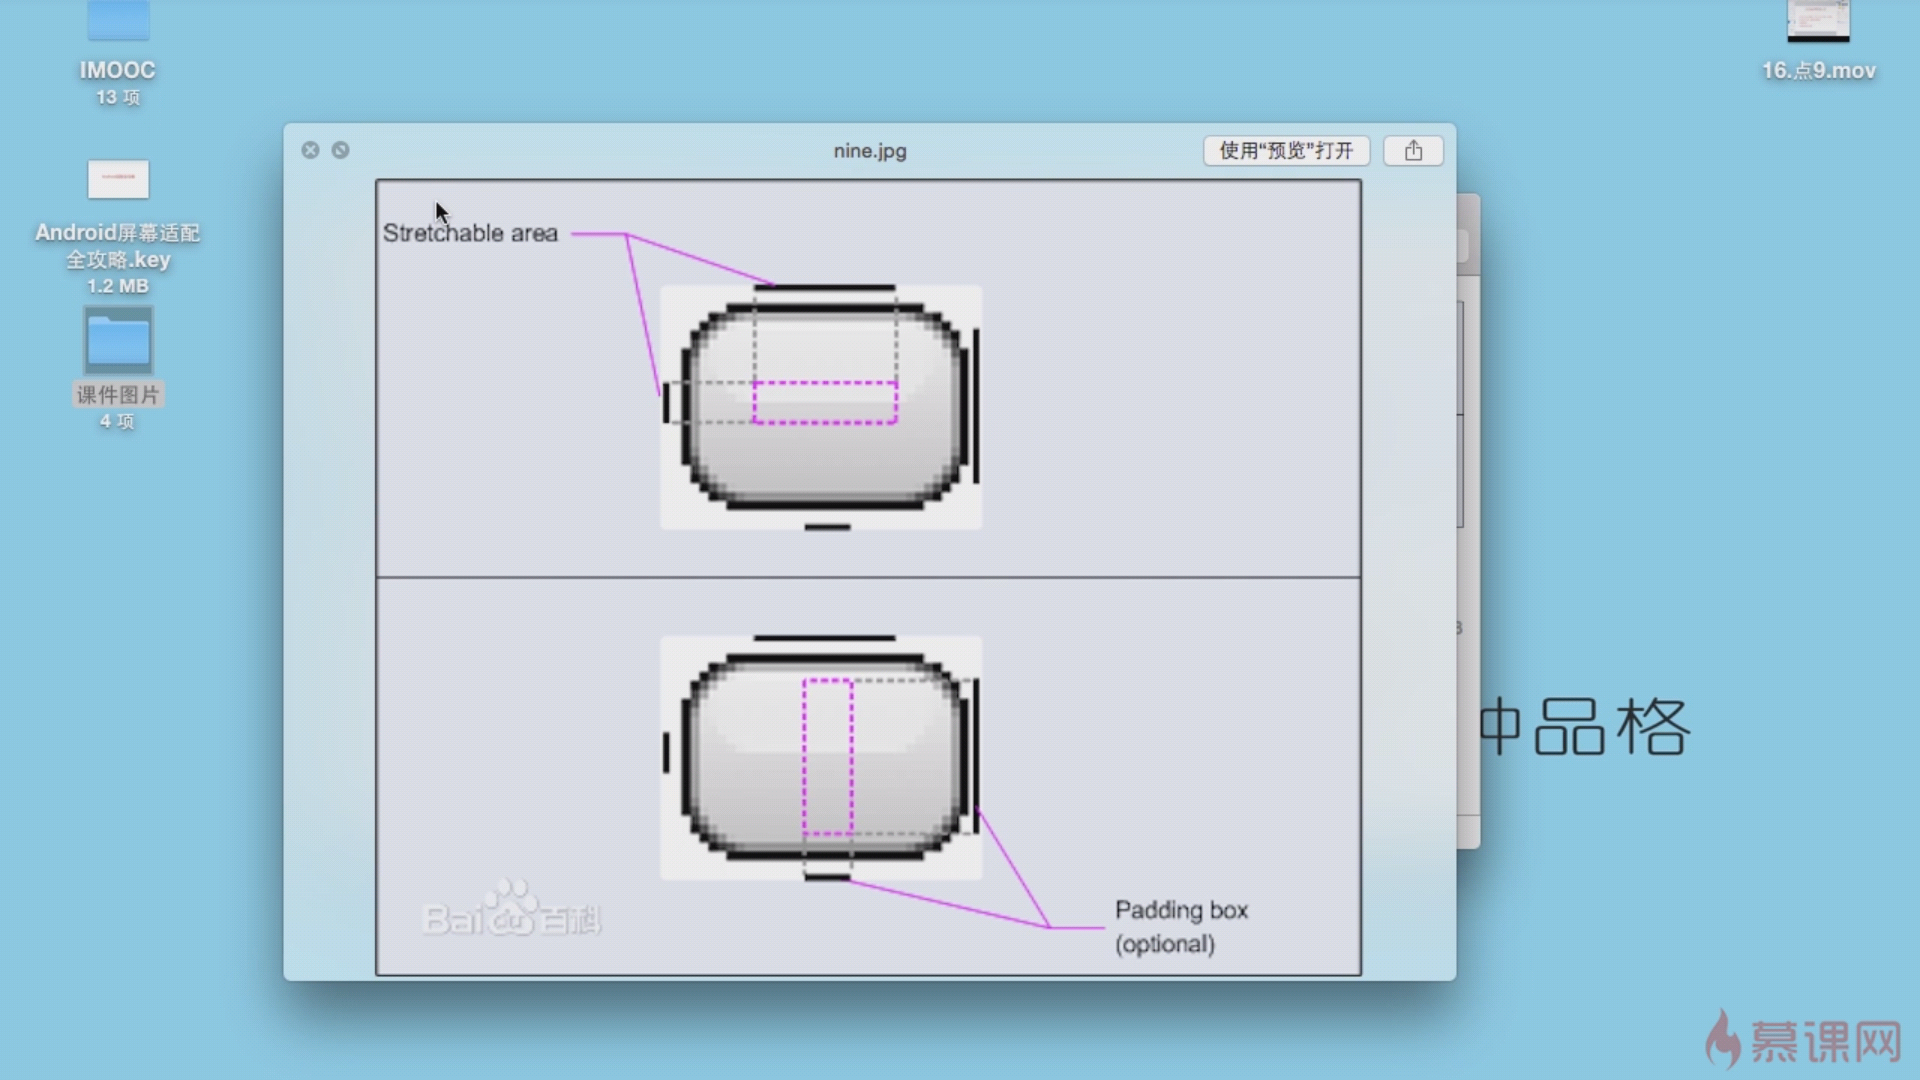 IMOOC
13 项
16.点9.mov
Android屏幕适配
全攻略.key
1.2 MB
课件图片
4 项
nine.jpg
使用“预览”打开
Stretchable area
Padding box
(optional)
Baidu百科
品格
慕课网